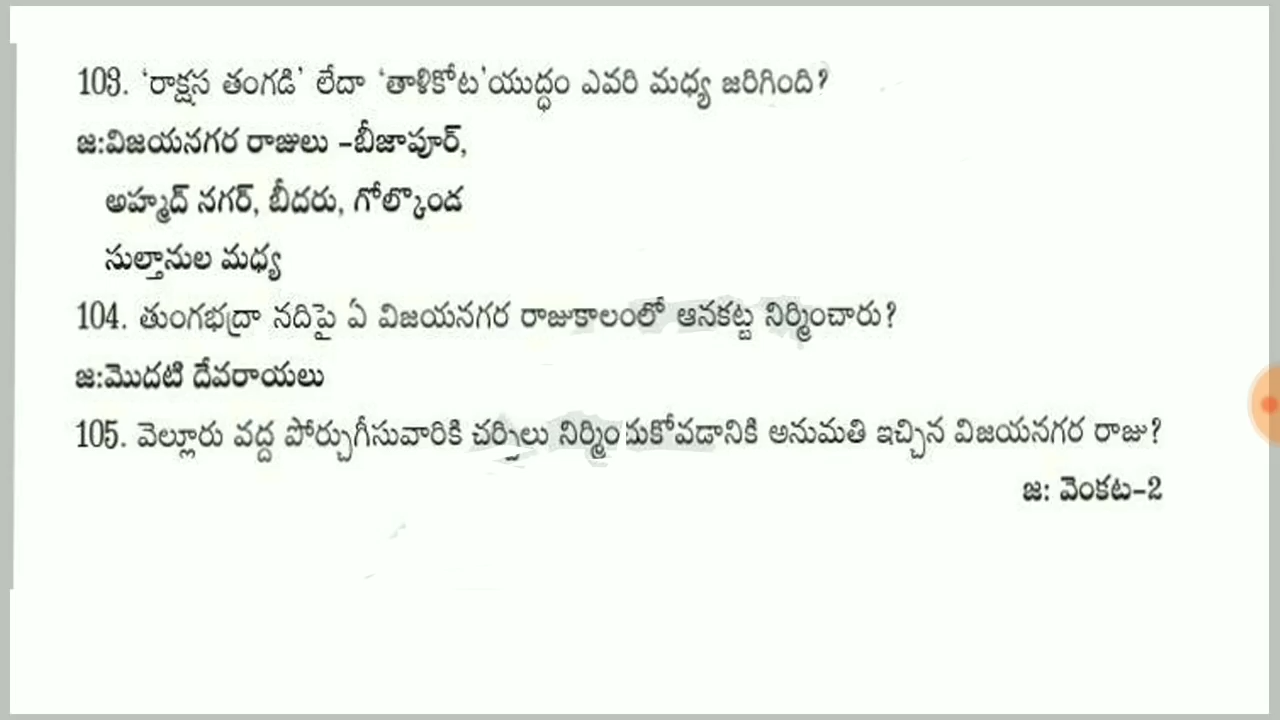 103. ‘రాక్షస తంగడి’ లేదా ‘తాళికోట’యుద్ధం ఎవరి మధ్య జరిగింది?
జ:విజయనగర రాజులు –బీజాపూర్,
అహ్మద్ నగర్, బీదరు, గోల్కొండ
సుల్తానుల మధ్య
104. తుంగభద్రా నదిపై ఏ విజయనగర రాజుకాలంలో ఆనకట్ట నిర్మించారు?
జ:మొదటి దేవరాయలు
105. వెల్లూరు వద్ద పోర్చుగీసువారికి చర్చిలు నిర్మించుకోవడానికి అనుమతి ఇచ్చిన విజయనగర రాజు?
జ: వెంకట–2